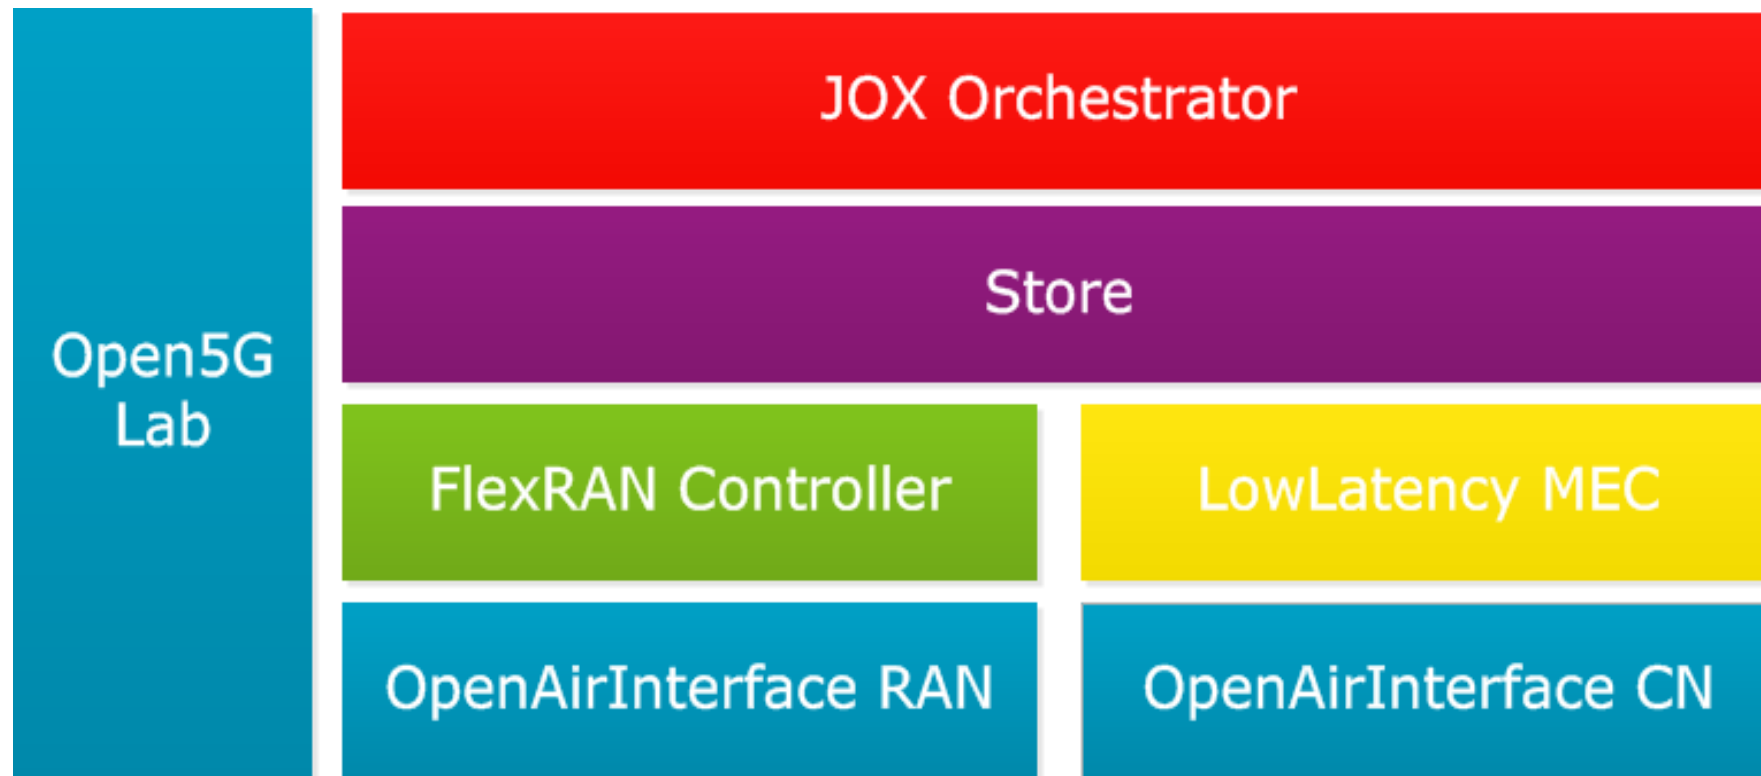 Open5G
Lab
JOX Orchestrator
Store
FlexRAN Controller
LowLatency MEC
OpenAirInterface RAN
OpenAirInterface CN